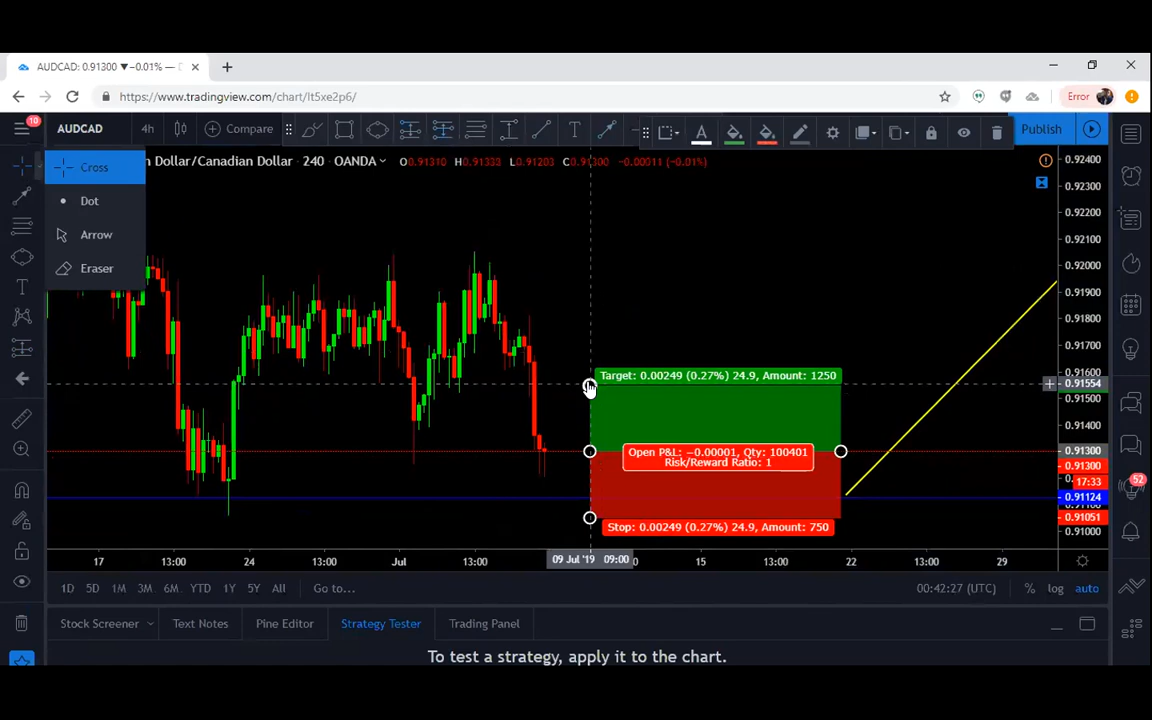 AUDCAD: 0.91300 ▼−0.01% —
https://www.tradingview.com/chart/lt5xe2p6/
Error
10
AUDCAD
4h
Compare
T
A
Publish
Cross
Dot
Arrow
Eraser
n Dollar/Canadian Dollar · 240 · OANDA
O0.91310 H0.91333 L0.91203 C0.91300 −0.00011 (−0.01%)
0.92400
0.92300
0.92200
0.92100
0.92000
0.91900
0.91800
0.91700
0.91600
0.91554
0.91500
0.91400
0.91300
0.91300
17:33
0.91124
0.91051
0.91000
52
Target: 0.00249 (0.27%) 24.9, Amount: 1250
Open P&L: −0.00001, Qty: 100401
Risk/Reward Ratio: 1
Stop: 0.00249 (0.27%) 24.9, Amount: 750
17
13:00
24
Jul
13:00
09 Jul '19 09:00
15
13:00
22
13:00
29
1D 5D 1M 3M 6M YTD 1Y 5Y All Go to...
00:42:27 (UTC)
% log auto
Stock Screener
Text Notes
Pine Editor
Strategy Tester
Trading Panel
To test a strategy, apply it to the chart.